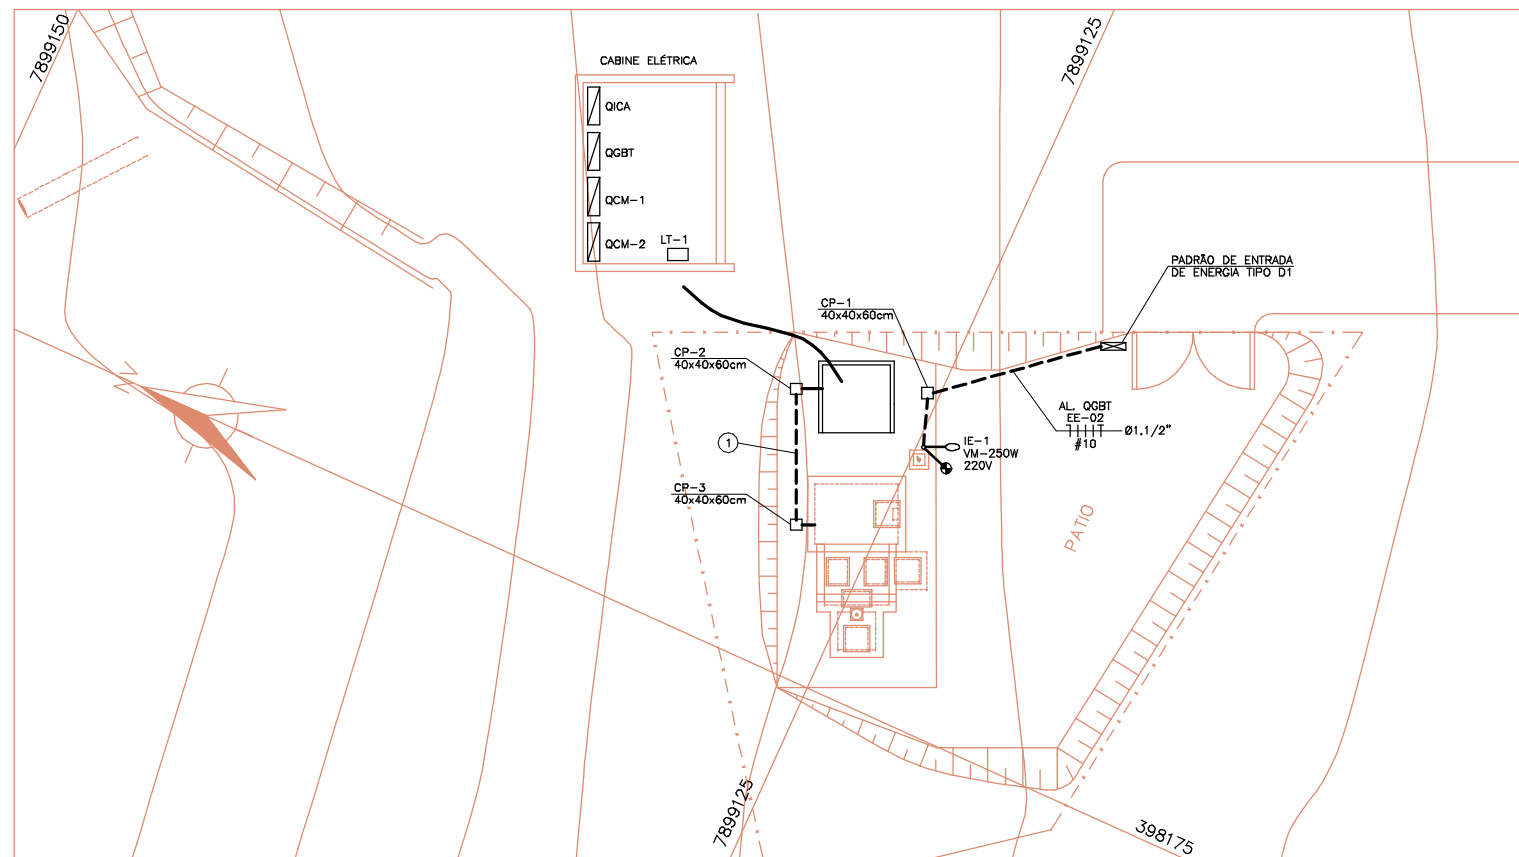 7899150
7899125
CABINE ELÉTRICA
QICA
QGBT
QCM-1
QCM-2
LT-1
PADRÃO DE ENTRADA
DE ENERGIA TIPO D1
CP-1
40x40x60cm
CP-2
40x40x60cm
AL. QGBT
EE-02
Ø1.1/2"
#10
1
IE-1
VM-250W
220V
CP-3
40x40x60cm
PATIO
7899125
398175